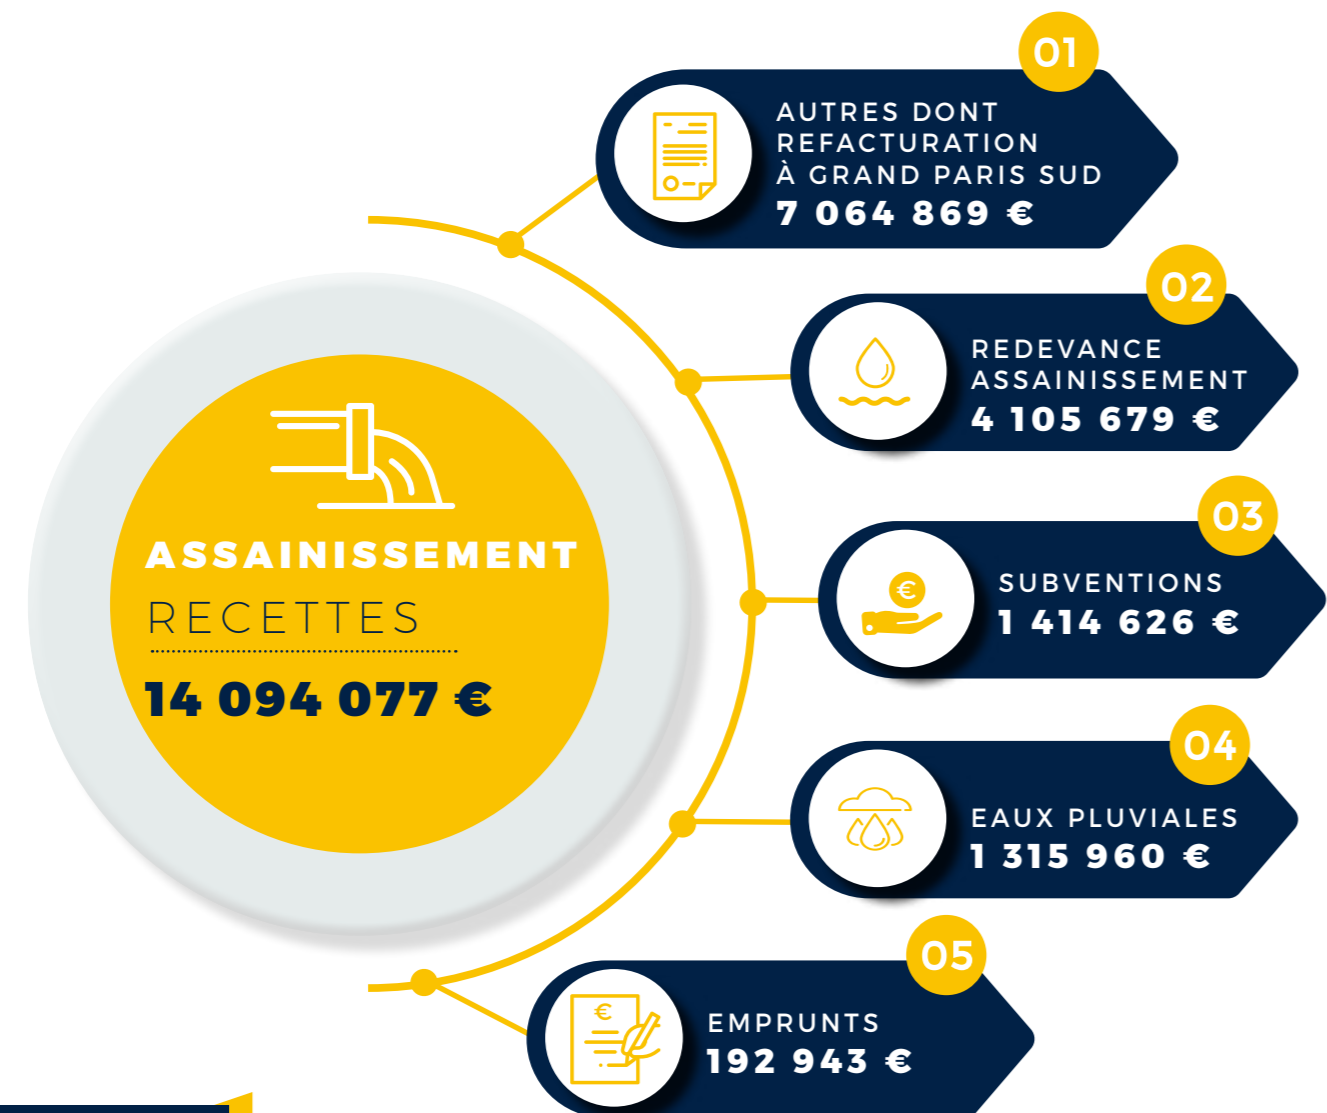 ASSAINISSEMENT
RECETTES
14 094 077 €
01
AUTRES DONT
REFACTURATION
À GRAND PARIS SUD
7 064 869 €
02
REDEVANCE
ASSAINISSEMENT
4 105 679 €
03
€
SUBVENTIONS
1 414 626 €
04
EAUX PLUVIALES
1 315 960 €
05
€
EMPRUNTS
192 943 €